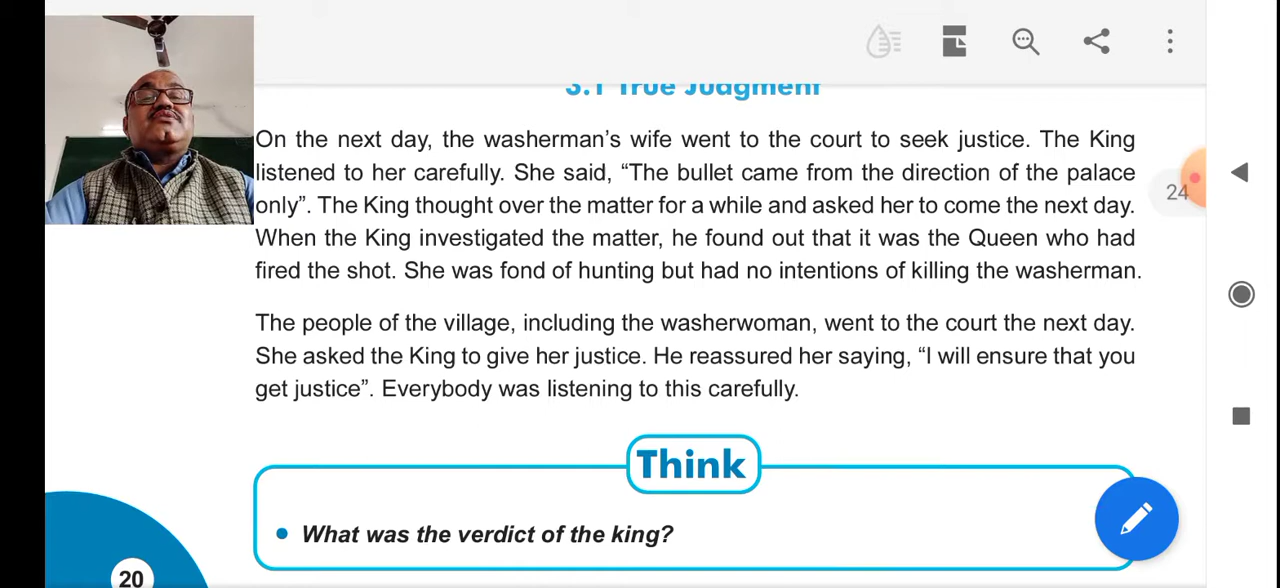 3.1 True Judgment
24
On the next day, the washerman's wife went to the court to seek justice. The King
listened to her carefully. She said, “The bullet came from the direction of the palace
only”. The King thought over the matter for a while and asked her to come the next day.
When the King investigated the matter, he found out that it was the Queen who had
fired the shot. She was fond of hunting but had no intentions of killing the washerman.
The people of the village, including the washerwoman, went to the court the next day.
She asked the King to give her justice. He reassured her saying, “I will ensure that you
get justice”. Everybody was listening to this carefully.
Think
• What was the verdict of the king?
20